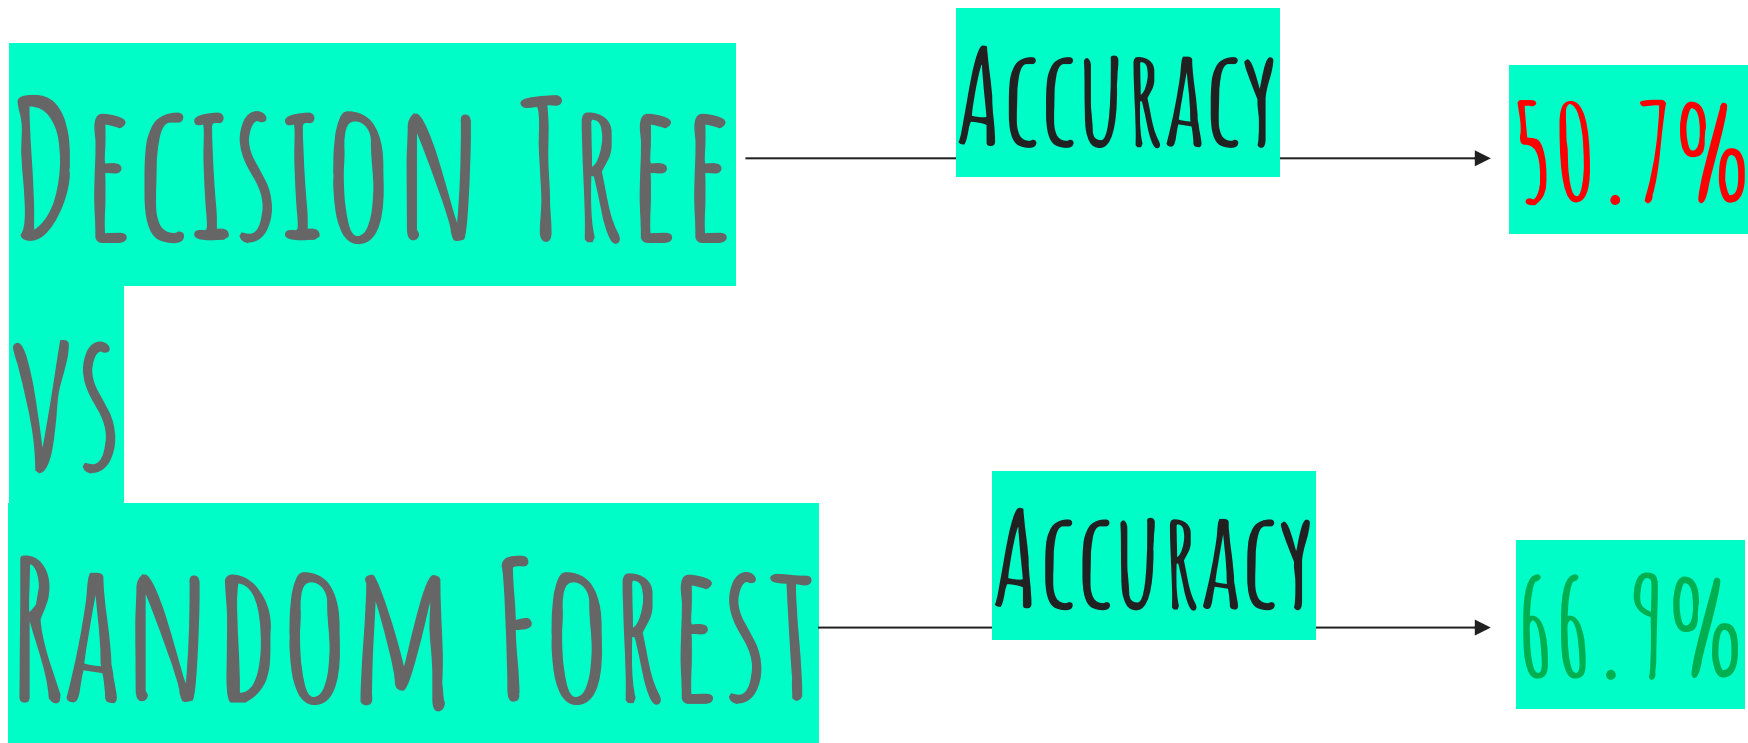 Decision Tree
Accuracy
50.7%
vs
Random Forest
Accuracy
66.9%